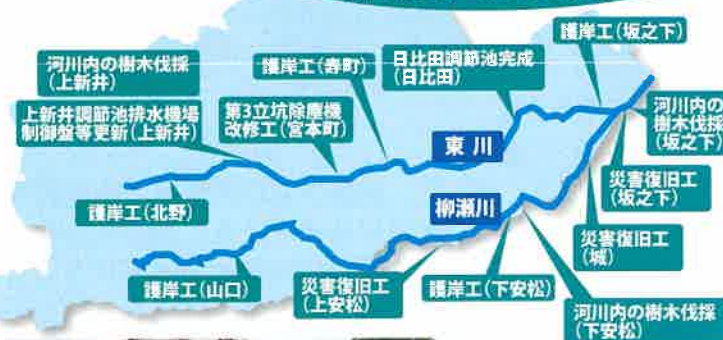 河川内の樹木伐採
(上新井)
上新井調節池排水機場
制御盤等更新(上新井)
第3立坑除塵機
改修工(宮本町)
護岸工(寿町)
日比田調節池完成
(日比田)
護岸工(坂之下)
河川内の
樹木伐採
(坂之下)
災害復旧工
(坂之下)
災害復旧工
(城)
東川
柳瀬川
護岸工(北野)
護岸工(山口)
災害復旧工
(上安松)
護岸工(下安松)
河川内の樹木伐採
(下安松)